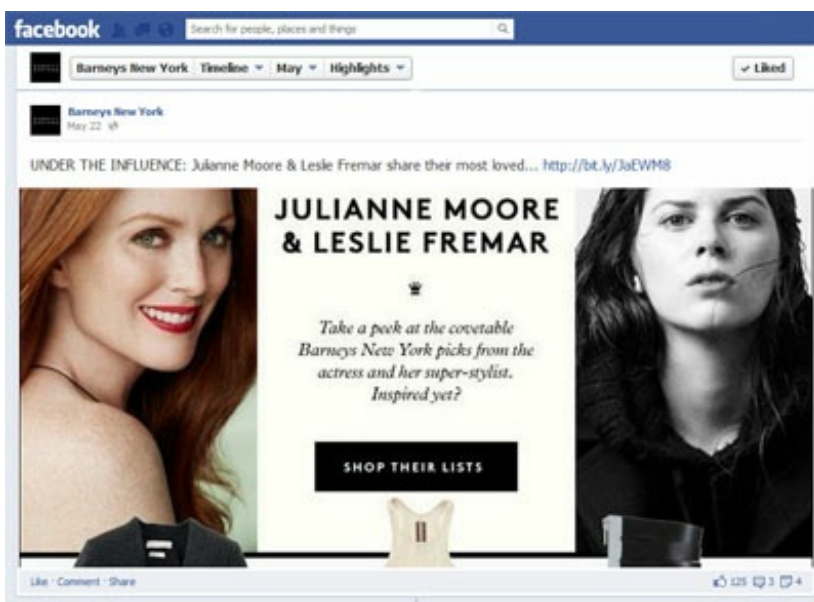 facebook
Search for people, places and things
Barneys New York Timeline May Highlights
✓ Liked
Barneys New York
May 22
UNDER THE INFLUENCE: Julianne Moore & Leslie Fremar share their most loved... http://bit.ly/JaEWM8
JULIANNE MOORE
& LESLIE FREMAR
Take a peek at the covetable
Barneys New York picks from the
actress and her super-stylist.
Inspired yet?
SHOP THEIR LISTS
Like · Comment · Share
125 3 4